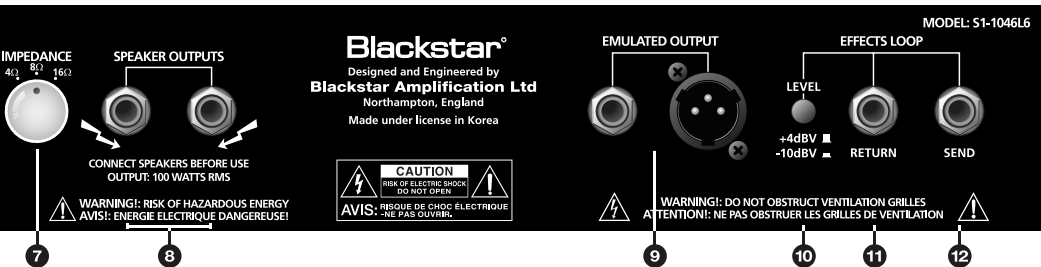 MODEL: S1-1046L6
IMPEDANCE
4Ω 8Ω 16Ω
SPEAKER OUTPUTS
CONNECT SPEAKERS BEFORE USE
OUTPUT: 100 WATTS RMS
WARNING!: RISK OF HAZARDOUS ENERGY
AVIS!: ENERGIE ELECTRIQUE DANGEREUSE!
Blackstar®
Designed and Engineered by
Blackstar Amplification Ltd
Northampton, England
Made under license in Korea
CAUTION
RISK OF ELECTRIC SHOCK
DO NOT OPEN
AVIS: RISQUE DE CHOC ÉLECTRIQUE
-NE PAS OUVRIR.
EMULATED OUTPUT
EFFECTS LOOP
LEVEL
+4dBV
-10dBV
RETURN
SEND
WARNING!: DO NOT OBSTRUCT VENTILATION GRILLES
ATTENTION!: NE PAS OBSTRUER LES GRILLES DE VENTILATION
7
8
9
10
11
12